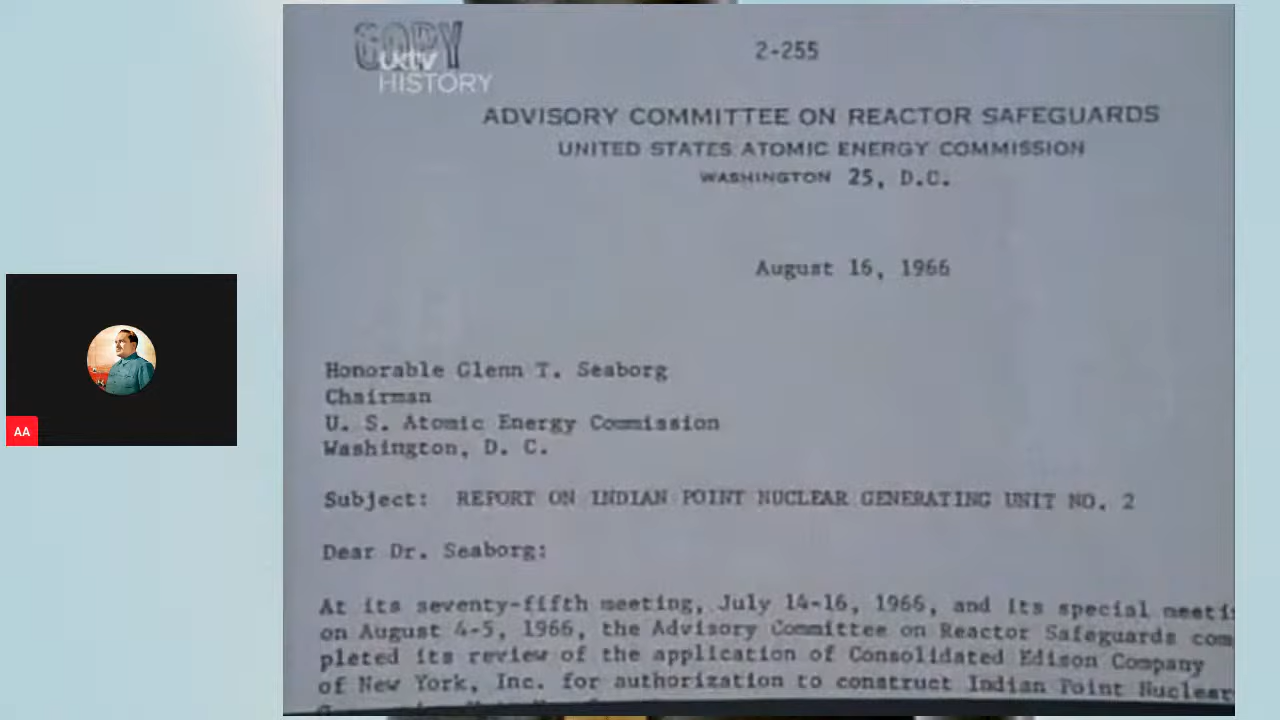 COPY
uktv
HISTORY
2-255
ADVISORY COMMITTEE ON REACTOR SAFEGUARDS
UNITED STATES ATOMIC ENERGY COMMISSION
WASHINGTON 25, D.C.
August 16, 1966
Honorable Glenn T. Seaborg
Chairman
U. S. Atomic Energy Commission
Washington, D. C.
Subject: REPORT ON INDIAN POINT NUCLEAR GENERATING UNIT NO. 2
Dear Dr. Seaborg:
At its seventy-fifth meeting, July 14-16, 1966, and its special meeti
on August 4-5, 1966, the Advisory Committee on Reactor Safeguards com
pleted its review of the application of Consolidated Edison Company
of New York, Inc. for authorization to construct Indian Point Nuclear
AA